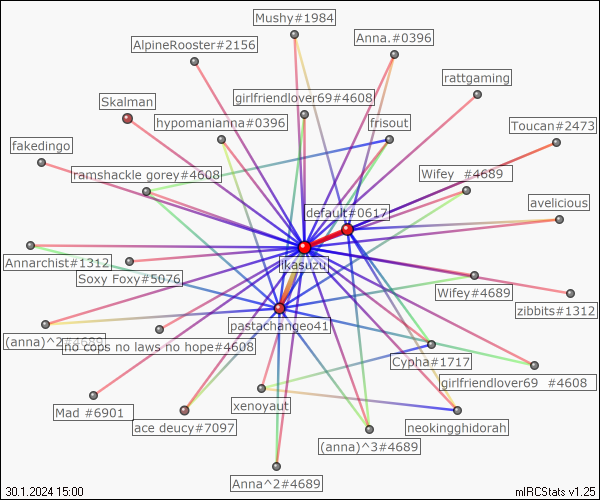 Mushy#1984
Anna.#0396
AlpineRooster#2156
rattgaming
girlfriendlover69#4608
Skalman
hypomanianna#0396
frisout
Toucan#2473
fakedingo
ramshackle gorey#4608
Wifey #4689
avelicious
default#0617
Annarchist#1312
ikasuzu
Soxy Foxy#5076
Wifey#4689
zibbits#1312
pastachangeo41
(anna)^2#4689
no cops no laws no hope#4608
Cypha#1717
girlfriendlover69 #4608
xenoyaut
Mad #6901
ace deucy#7097
neokingghidorah
(anna)^3#4689
Anna^2#4689
30.1.2024 15:00
mIRCStats v1.25